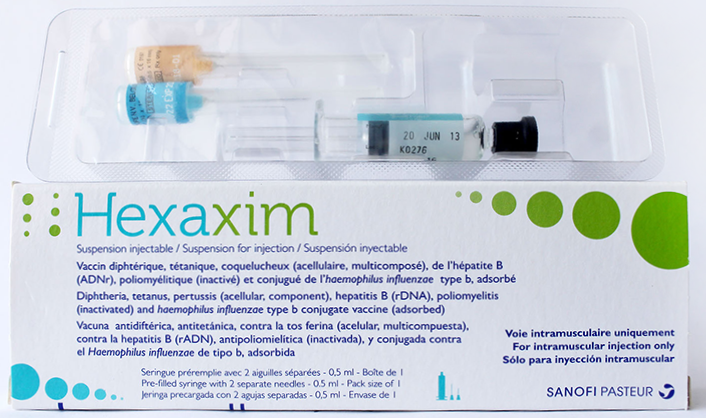 20 JUN 13
K0276
Hexaxim
Suspension injectable / Suspension for injection / Suspensión inyectable
Vaccin diphtérique, tétanique, coquelucheux (acellulaire, multicomposé), de l'hépatite B
(ADNr), poliomyélitique (inactivé) et conjugué de l'haemophilus influenzae type b, adsorbé
Diphtheria, tetanus, pertussis (acellular, component), hepatitis B (rDNA), poliomyelitis
(inactivated) and haemophilus influenzae type b conjugate vaccine (adsorbed)
Vacuna antidiftérica, antitetánica, contra la tos ferina (acelular, multicompuesta),
contra la hepatitis B (rADN), antipoliomielítica (inactivada), y conjugada contra
el Haemophilus influenzae de tipo b, adsorbida
Voie intramusculaire uniquement
For intramuscular injection only
Sólo para inyección intramuscular
Seringue préremplie avec 2 aiguilles séparées - 0,5 ml - Boîte de 1
Pre-filled syringe with 2 separate needles - 0.5 ml - Pack size of 1
Jeringa precargada con 2 agujas separadas - 0,5 ml - Envase de 1
SANOFI PASTEUR